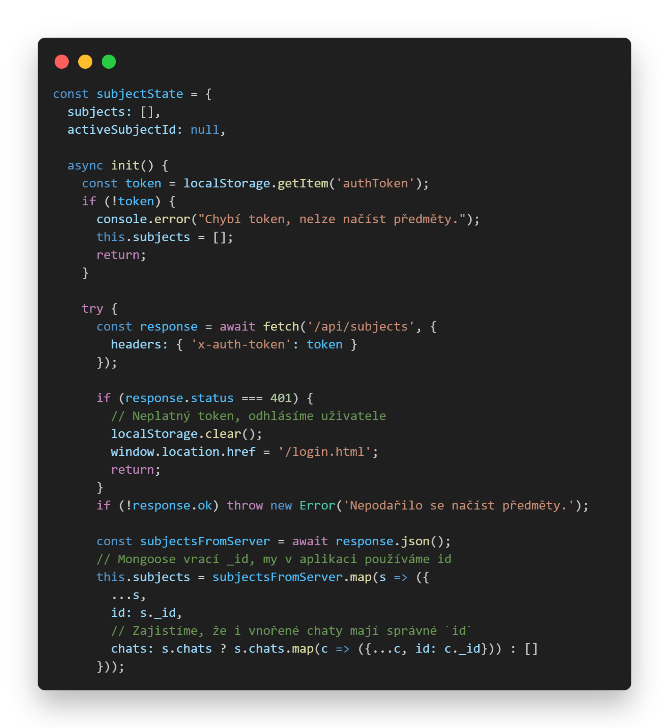 const subjectState = {
  subjects: [],
  activeSubjectId: null,

  async init() {
    const token = localStorage.getItem('authToken');
    if (!token) {
      console.error("Chybí token, nelze načíst předměty.");
      this.subjects = [];
      return;
    }

    try {
      const response = await fetch('/api/subjects', {
        headers: { 'x-auth-token': token }
      });

      if (response.status === 401) {
        // Neplatný token, odhlásíme uživatele
        localStorage.clear();
        window.location.href = '/login.html';
        return;
      }
      if (!response.ok) throw new Error('Nepodařilo se načíst předměty.');

      const subjectsFromServer = await response.json();
      // Mongoose vrací _id, my v aplikaci používáme id
      this.subjects = subjectsFromServer.map(s => ({
        ...s,
        id: s._id,
        // Zajistíme, že i vnořené chaty mají správné `id`
        chats: s.chats ? s.chats.map(c => ({...c, id: c._id})) : []
      }));